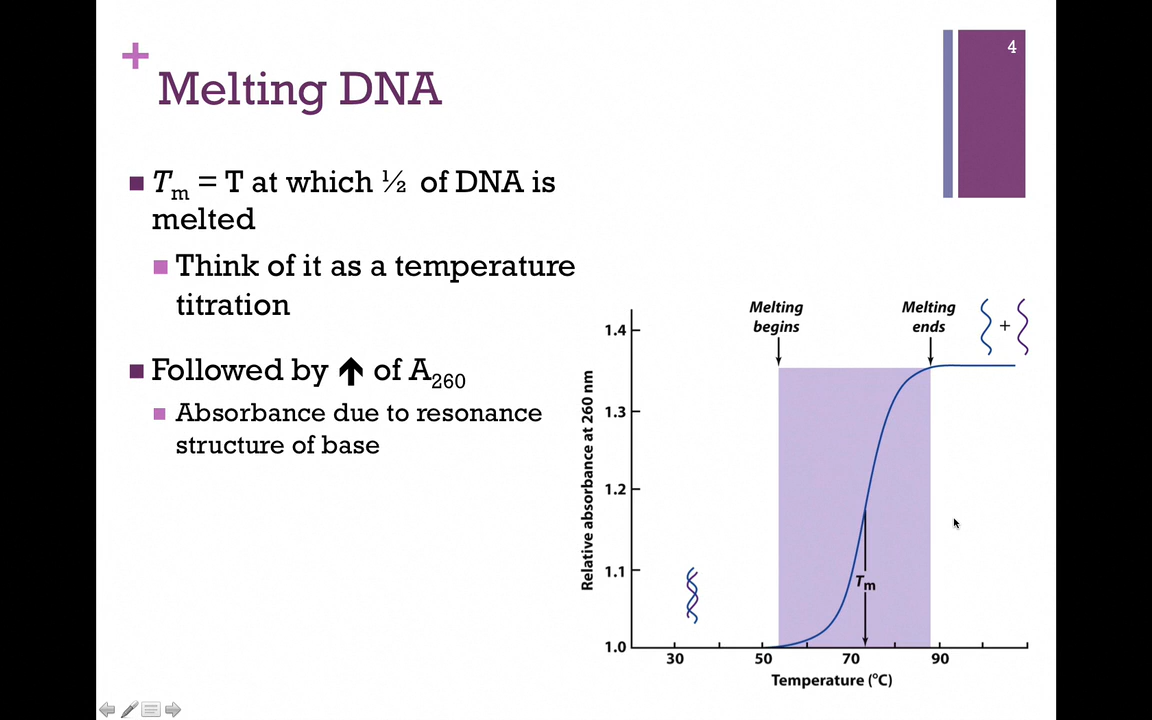 +
4
Melting DNA
Tm = T at which ½ of DNA is
melted
Think of it as a temperature
titration
Followed by ↑ of A260
Absorbance due to resonance
structure of base
Melting
begins
Melting
ends
+
Relative absorbance at 260 nm
1.4
1.3
1.2
1.1
1.0
Tm
30 50 70 90
Temperature (°C)